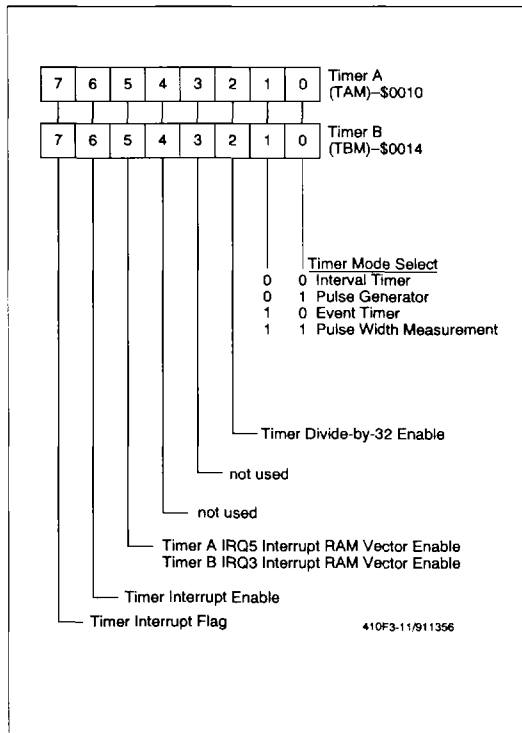 7 6 5 4 3 2 1 0 Timer A
(TAM)–$0010
7 6 5 4 3 2 1 0 Timer B
(TBM)–$0014
Timer Mode Select
0 0 Interval Timer
0 1 Pulse Generator
1 0 Event Timer
1 1 Pulse Width Measurement
Timer Divide-by-32 Enable
not used
not used
Timer A IRQ5 Interrupt RAM Vector Enable
Timer B IRQ3 Interrupt RAM Vector Enable
Timer Interrupt Enable
Timer Interrupt Flag
410F3-11/911356